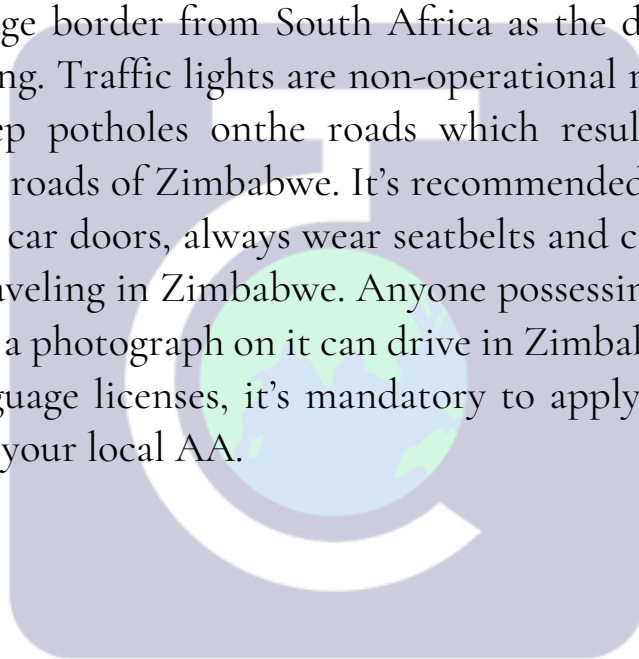 ge border from South Africa as the d
ng. Traffic lights are non-operational
ep potholes onthe roads which resul
roads of Zimbabwe. It’s recommended
car doors, always wear seatbelts and c
aveling in Zimbabwe. Anyone possessin
a photograph on it can drive in Zimbab
guage licenses, it’s mandatory to apply
your local AA.